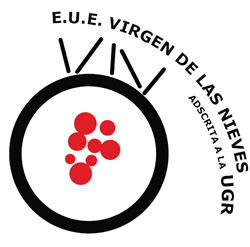 E.U.E. VIRGEN DE LAS NIEVES
ADSCRITA A LA UGR